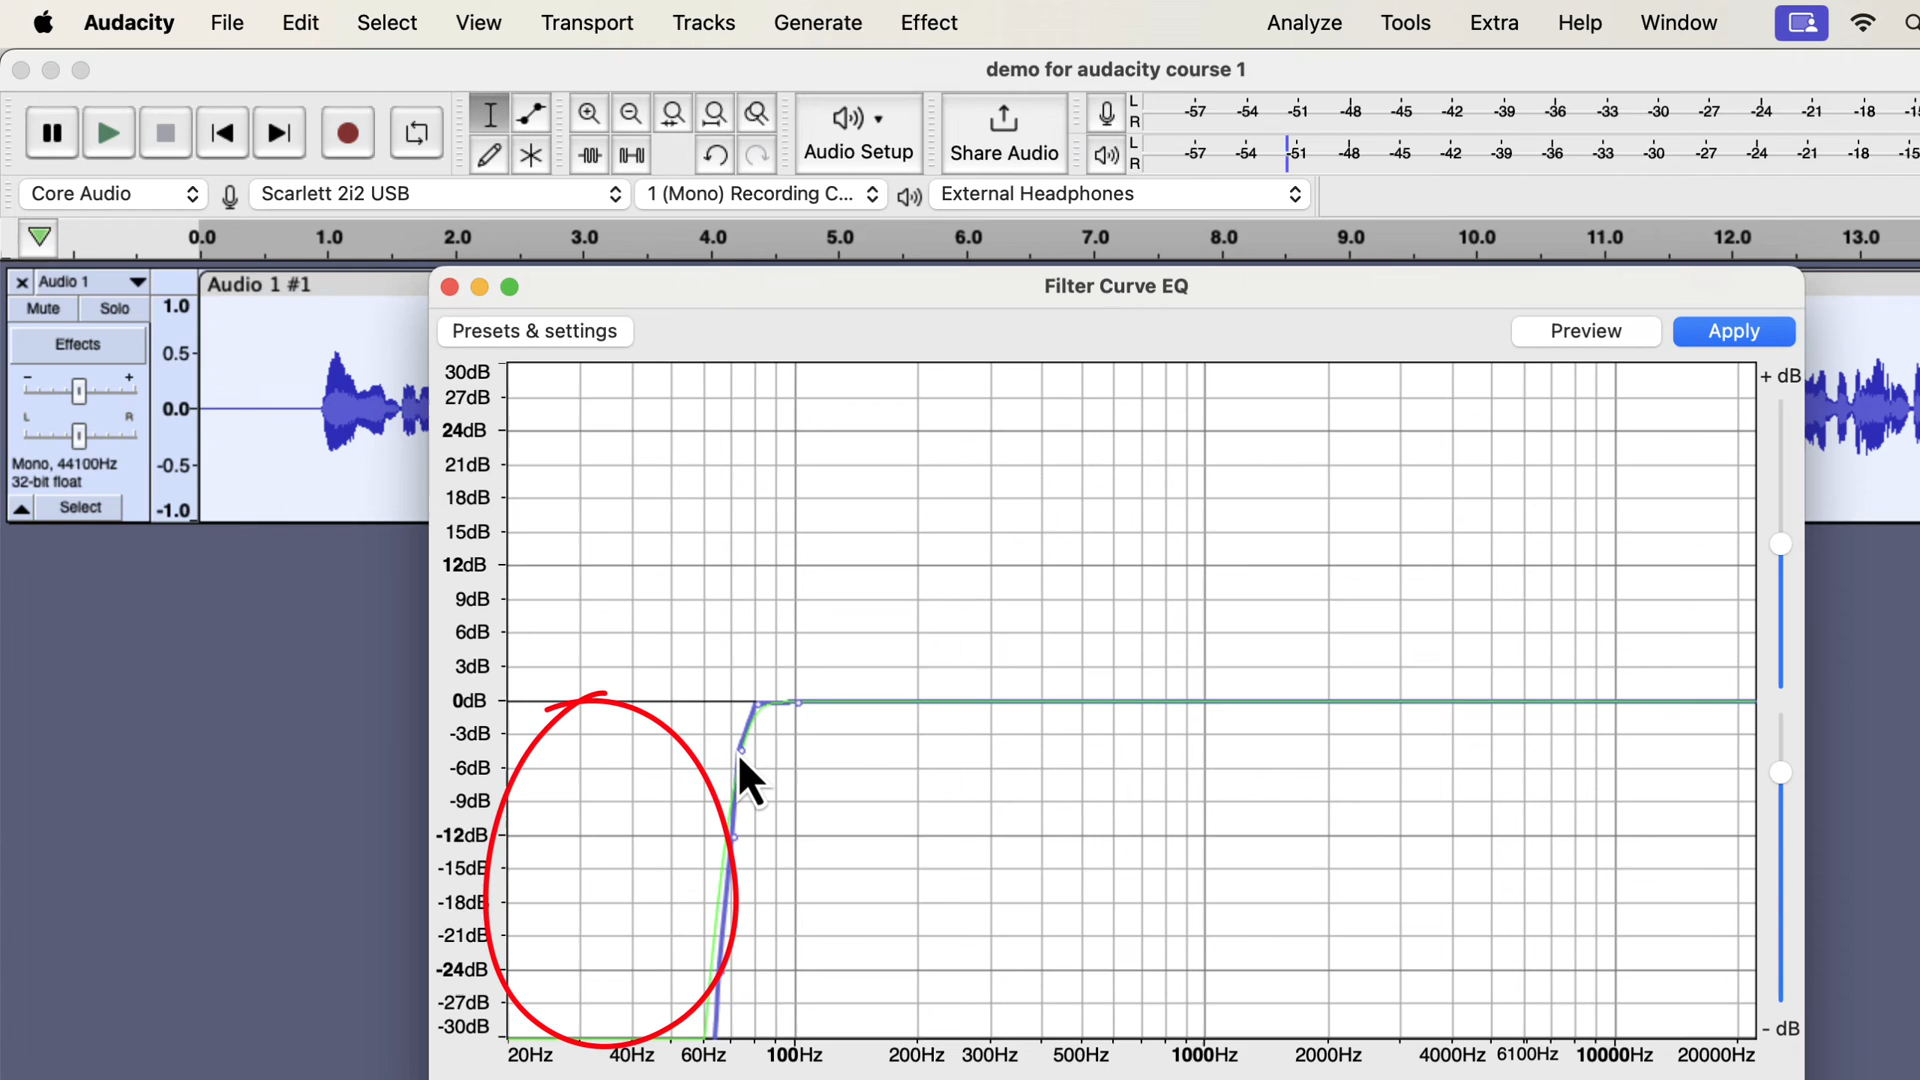 Audacity File Edit Select View Transport Tracks Generate Effect Analyze Tools Extra Help Window
demo for audacity course 1
L
R
-57 -54 -51 -48 -45 -42 -39 -36 -33 -30 -27 -24 -21 -18
Audio Setup
Share Audio
L
R
-57 -54 -51 -48 -45 -42 -39 -36 -33 -30 -27 -24 -21 -18
Core Audio Scarlett 2i2 USB 1 (Mono) Recording C... External Headphones
0.0 1.0 2.0 3.0 4.0 5.0 6.0 7.0 8.0 9.0 10.0 11.0 12.0 13.0
Audio 1
Audio 1 #1
Mute Solo
Effects
- +
L R
Mono, 44100Hz
32-bit float
Select
1.0
0.5
0.0
-0.5
-1.0
Filter Curve EQ
Presets & settings Preview Apply
30dB
27dB
24dB
21dB
18dB
15dB
12dB
9dB
6dB
3dB
0dB
-3dB
-6dB
-9dB
-12dB
-15dB
-18dB
-21dB
-24dB
-27dB
-30dB
+ dB
- dB
20Hz 40Hz 60Hz 100Hz 200Hz 300Hz 500Hz 1000Hz 2000Hz 4000Hz 6100Hz 10000Hz 20000Hz